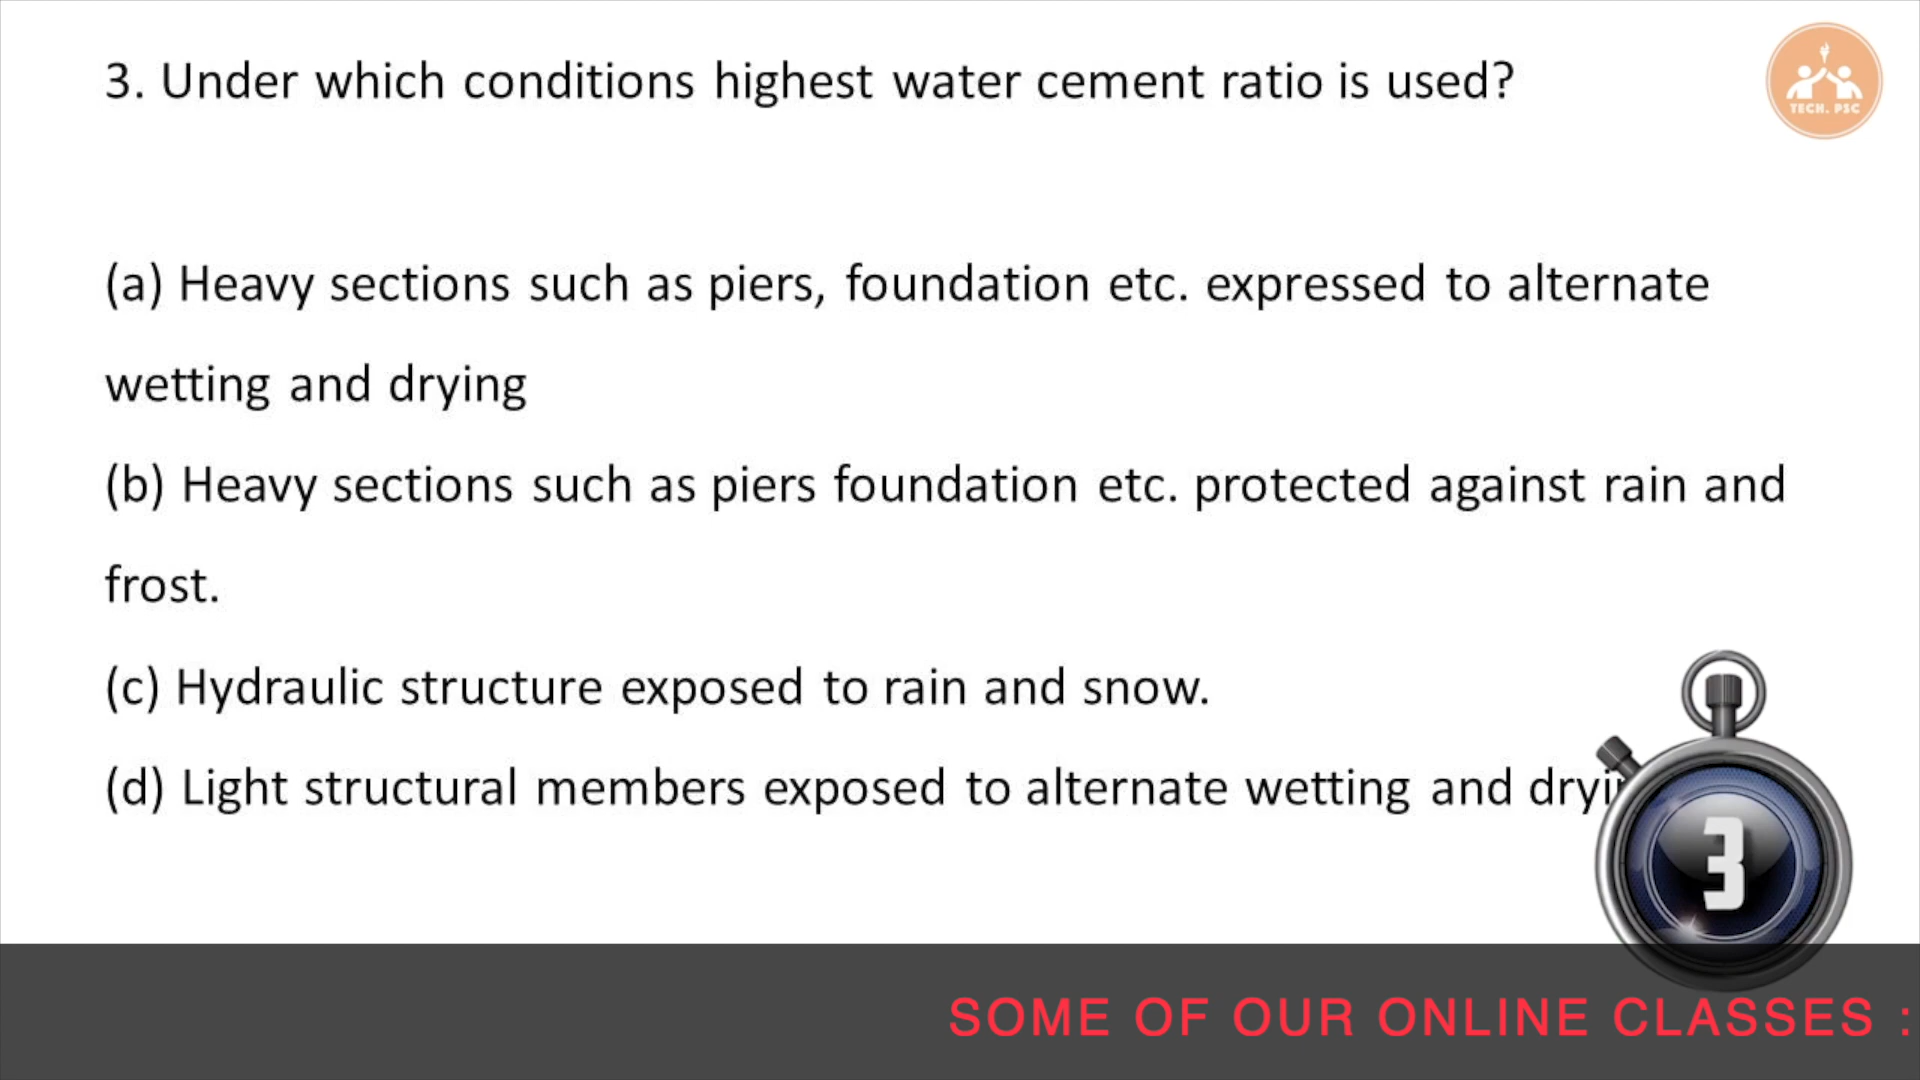 3. Under which conditions highest water cement ratio is used?
TECH. PSC
(a) Heavy sections such as piers, foundation etc. expressed to alternate
wetting and drying
(b) Heavy sections such as piers foundation etc. protected against rain and
frost.
(c) Hydraulic structure exposed to rain and snow.
(d) Light structural members exposed to alternate wetting and
3
SOME OF OUR ONLINE CLASSES :